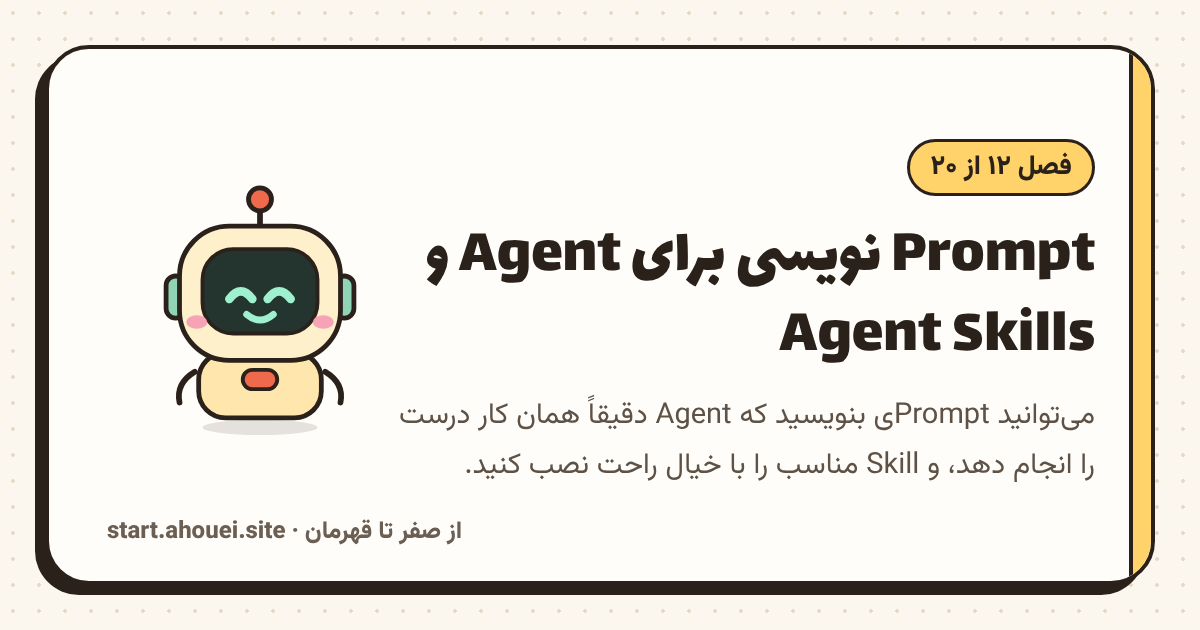 فصل ۱۲ از ۲۰
Prompt نویسی برای Agent و
Agent Skills
می‌توانید Promptی بنویسید که Agent دقیقاً همان کار درست
را انجام دهد، و Skill مناسب را با خیال راحت نصب کنید.
از صفر تا قهرمان · start.ahouei.site